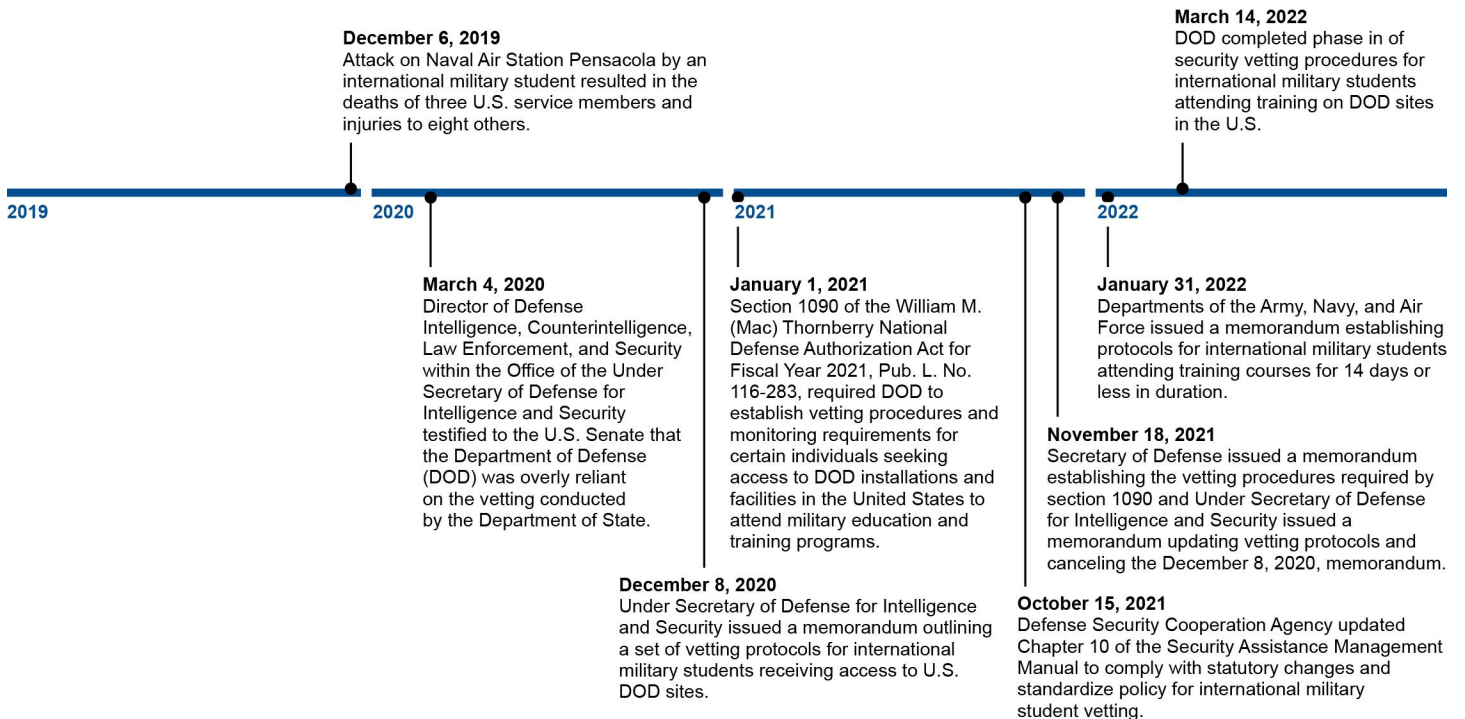 December 6, 2019
Attack on Naval Air Station Pensacola by an
international military student resulted in the
deaths of three U.S. service members and
injuries to eight others.
March 14, 2022
DOD completed phase in of
security vetting procedures for
international military students
attending training on DOD sites
in the U.S.
2019
2020
2021
2022
March 4, 2020
Director of Defense
Intelligence, Counterintelligence,
Law Enforcement, and Security
within the Office of the Under
Secretary of Defense for
Intelligence and Security
testified to the U.S. Senate that
the Department of Defense
(DOD) was overly reliant
on the vetting conducted
by the Department of State.
December 8, 2020
Under Secretary of Defense for Intelligence
and Security issued a memorandum outlining
a set of vetting protocols for international
military students receiving access to U.S.
DOD sites.
January 1, 2021
Section 1090 of the William M.
(Mac) Thornberry National
Defense Authorization Act for
Fiscal Year 2021, Pub. L. No.
116-283, required DOD to
establish vetting procedures and
monitoring requirements for
certain individuals seeking
access to DOD installations and
facilities in the United States to
attend military education and
training programs.
October 15, 2021
Defense Security Cooperation Agency updated
Chapter 10 of the Security Assistance Management
Manual to comply with statutory changes and
standardize policy for international military
student vetting.
November 18, 2021
Secretary of Defense issued a memorandum
establishing the vetting procedures required by
section 1090 and Under Secretary of Defense
for Intelligence and Security issued a
memorandum updating vetting protocols and
canceling the December 8, 2020, memorandum.
January 31, 2022
Departments of the Army, Navy, and Air
Force issued a memorandum establishing
protocols for international military students
attending training courses for 14 days or
less in duration.